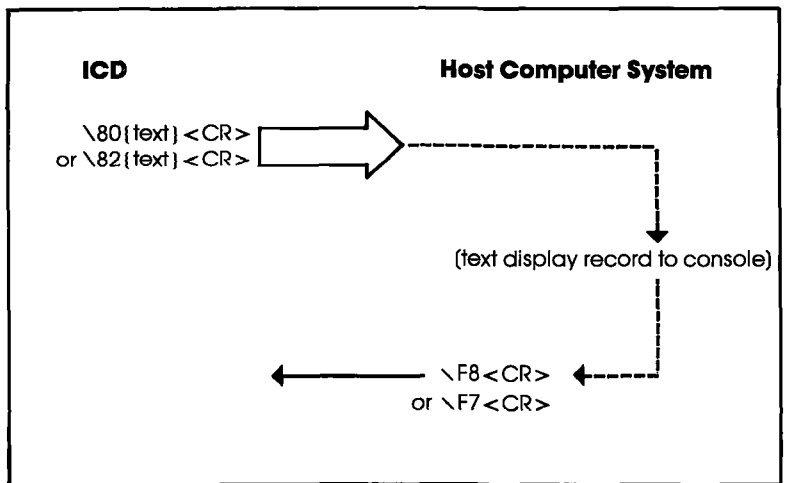 ICD
Host Computer System
\80{text}<CR>
or \82{text}<CR>
(text display record to console)
\F8<CR>
or \F7<CR>